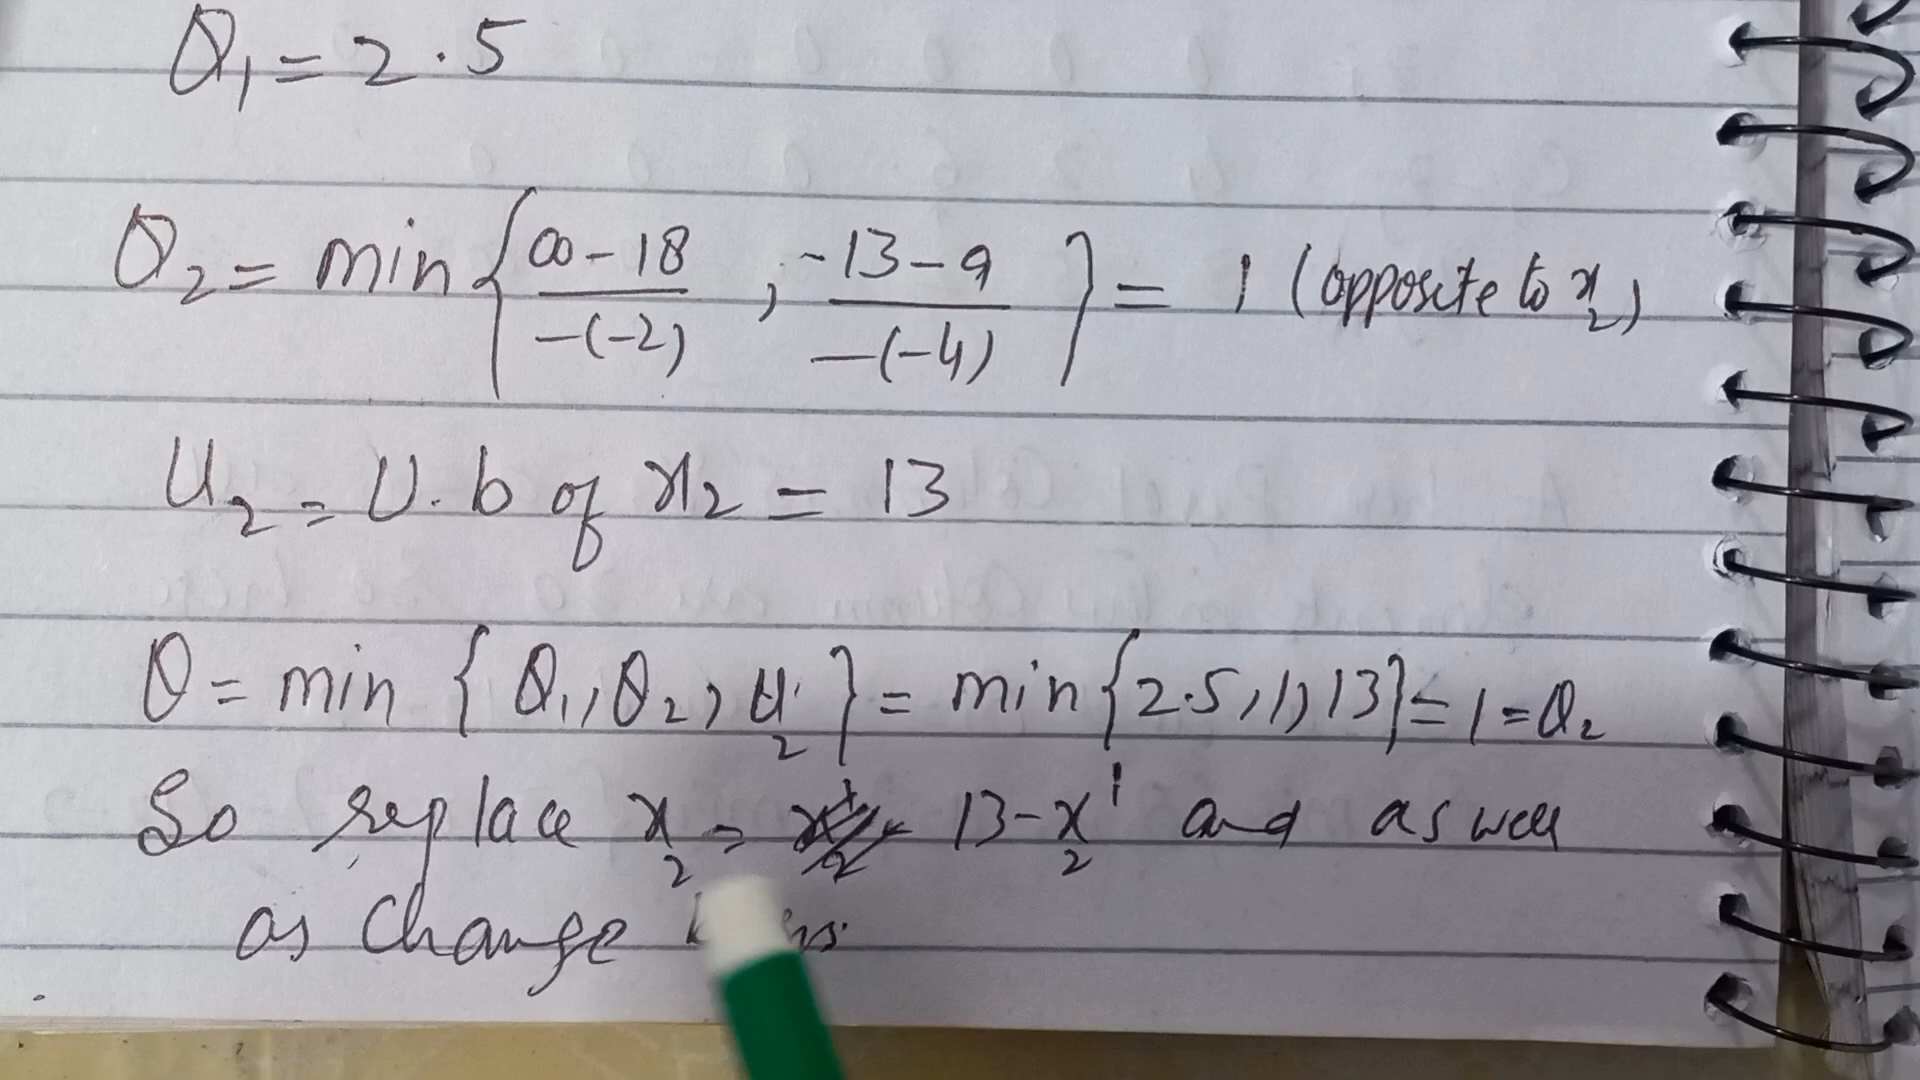 θ₁ = 2.5
θ₂ = min { (∞-18)/(-(-2)) , (-13-9)/(-(-4)) } = 1 (opposite to x₂)
U₂ = U.b of x₂ = 13
θ = min {θ₁, θ₂, U₂} = min {2.5, 1, 13} = 1 = θ₂
So replace x₂ = 13 - x₂' and as well
as change